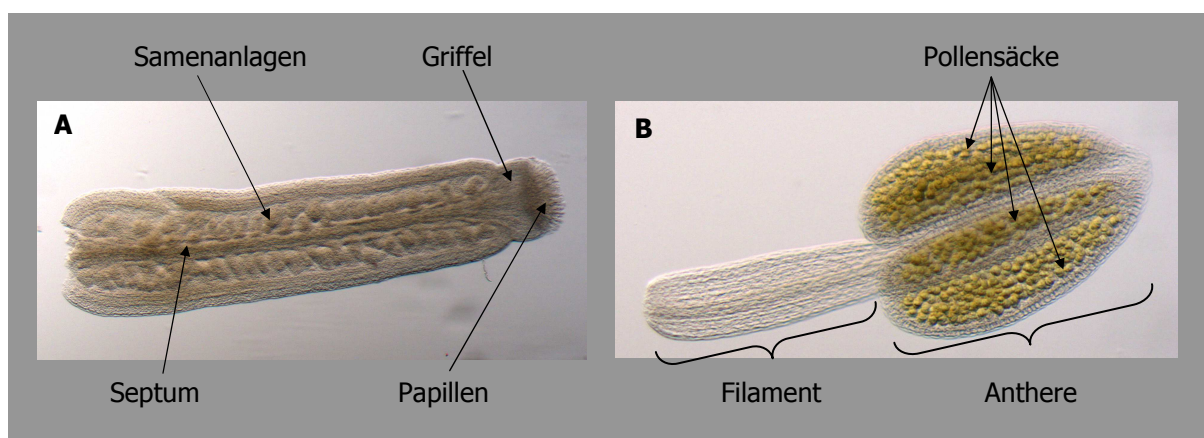 Samenanlagen
Griffel
Pollensäcke
A
B
Septum
Papillen
Filament
Anthere